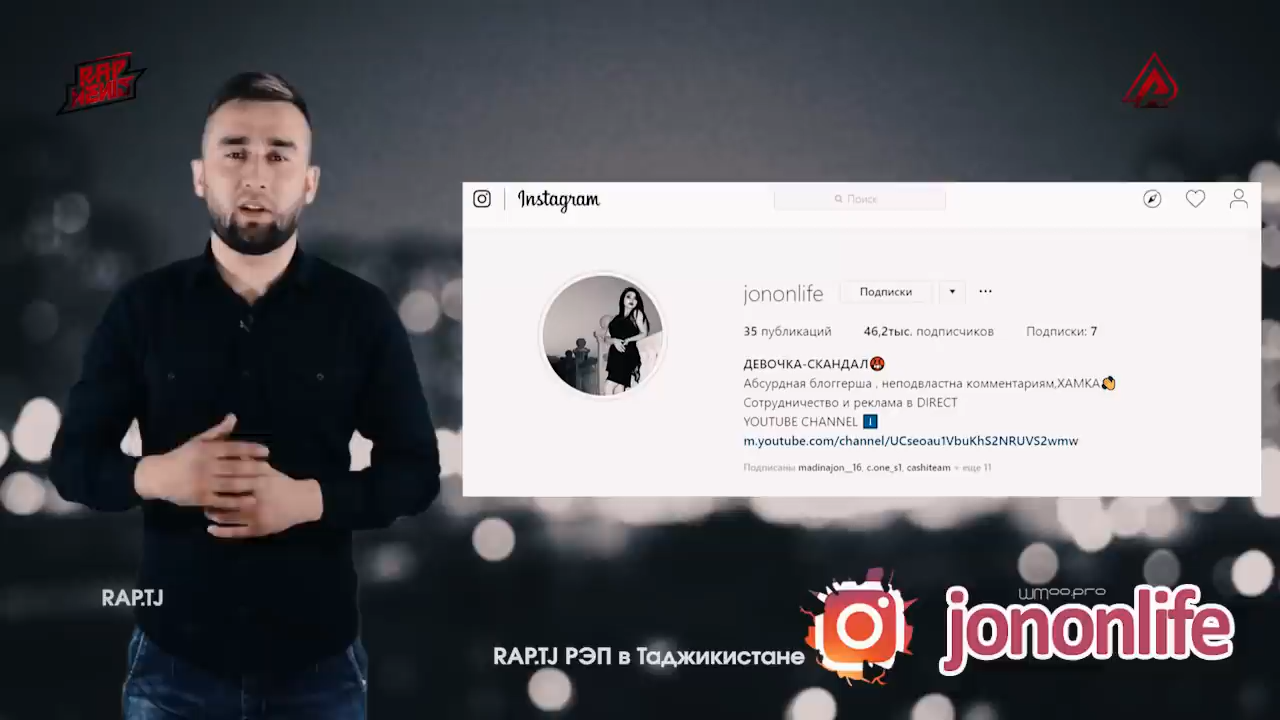 RAP
Instagram
Поиск
jononlife
Подписки
35 публикаций
46,2тыс. подписчиков
Подписки: 7
ДЕВОЧКА-СКАНДАЛ
Абсурдная блоггерша , неподвластна комментариям,ХАМКА
Сотрудничество и реклама в DIRECT
YOUTUBE CHANNEL
m.youtube.com/channel/UCseoau1VbuKhS2NRUVS2wmw
Подписаны madinajon__16, c.one_s1, cashiteam + еще 11
RAP.TJ
wmoo.pro
jononlife
RAP.TJ РЭП в Таджикистане